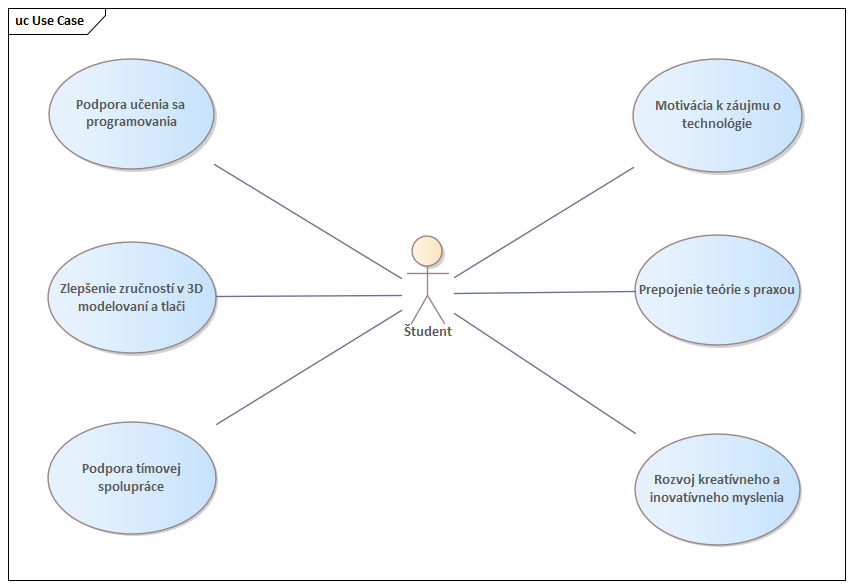 uc Use Case
Podpora učenia sa
programovania
Motivácia k záujmu o
technológie
Zlepšenie zručností v 3D
modelovaní a tlači
Prepojenie teórie s praxou
Študent
Podpora tímovej
spolupráce
Rozvoj kreatívneho a
inovatívneho myslenia